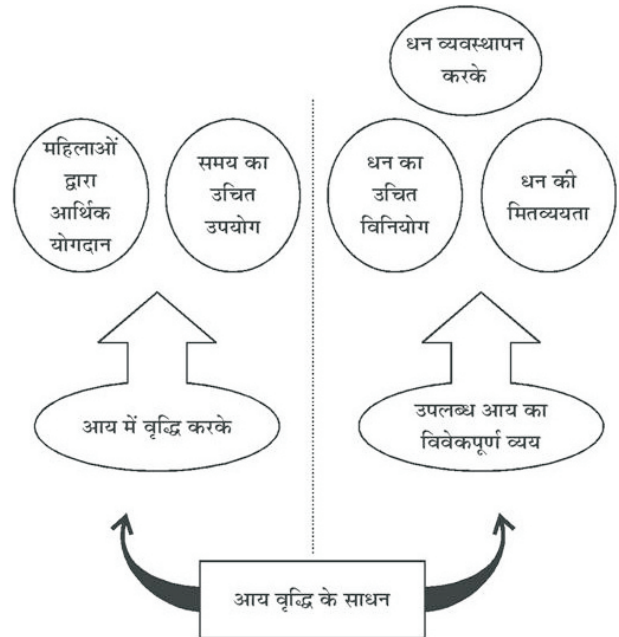 धन व्यवस्थापन
करके
महिलाओं
द्वारा
आर्थिक
योगदान
समय का
उचित
उपयोग
धन का
उचित
विनियोग
धन की
मितव्ययता
आय में वृद्धि करके
उपलब्ध आय का
विवेकपूर्ण व्यय
आय वृद्धि के साधन